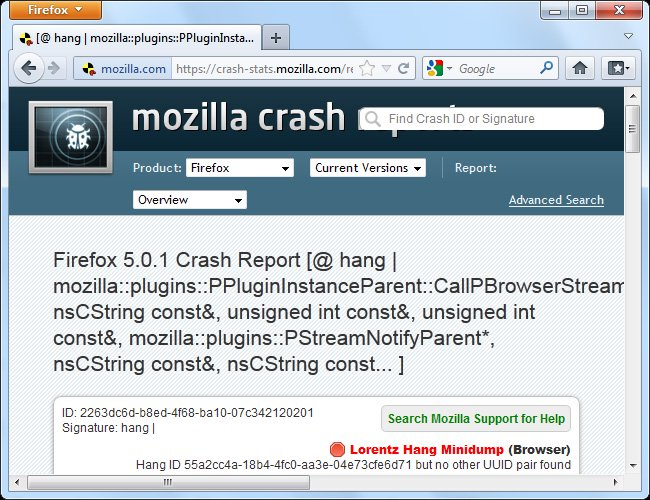 Firefox
[@ hang | mozilla::plugins::PPluginInsta...
mozilla.com https://crash-stats.mozilla.com/re Google
mozilla crash
Find Crash ID or Signature
Product: Firefox Current Versions Report:
Overview Advanced Search
Firefox 5.0.1 Crash Report [@ hang |
mozilla::plugins::PPluginInstanceParent::CallPBrowserStream
nsCString const&, unsigned int const&, unsigned int
const&, mozilla::plugins::PStreamNotifyParent*,
nsCString const&, nsCString const... ]
ID: 2263dc6d-b8ed-4f68-ba10-07c342120201
Signature: hang |
Search Mozilla Support for Help
Lorentz Hang Minidump (Browser)
Hang ID 55a2cc4a-18b4-4fc0-aa3e-04e73cfe6d71 but no other UUID pair found